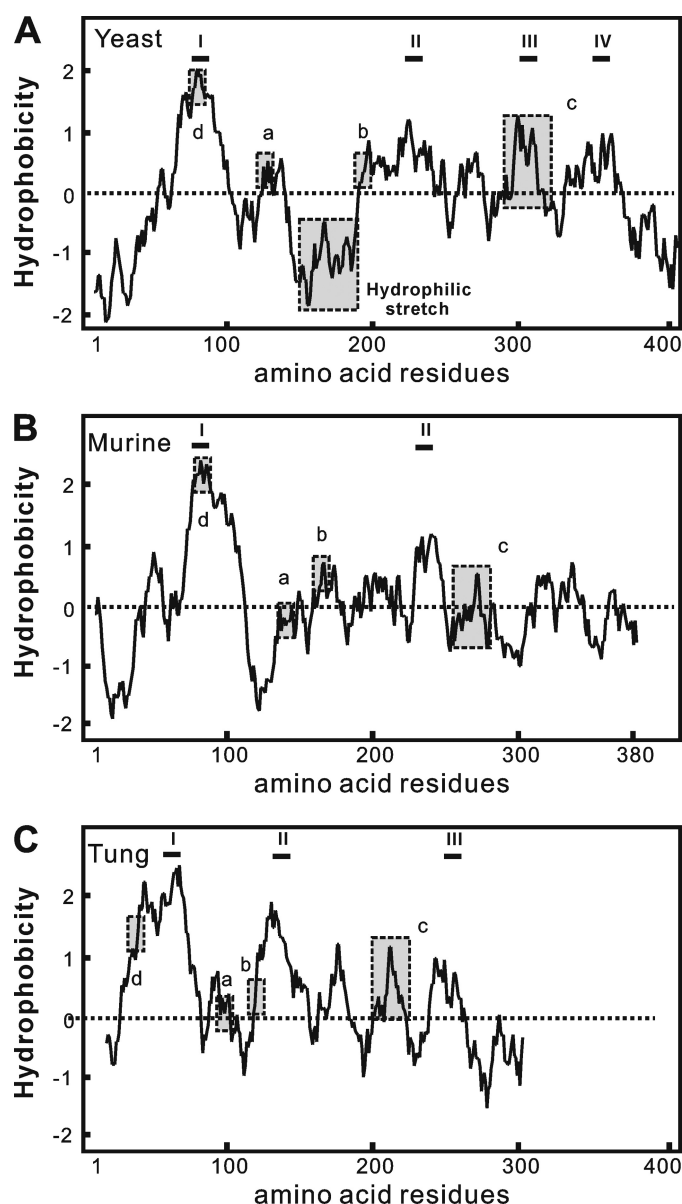 A
Yeast
I
II
III
IV
d
a
b
c
Hydrophilic
stretch
Hydrophobicity
2
1
0
-1
-2
1
100
200
300
400
amino acid residues
B
Murine
I
II
d
a
b
c
Hydrophobicity
2
1
0
-1
-2
1
100
200
300
380
amino acid residues
C
Tung
I
II
III
d
a
b
c
Hydrophobicity
2
1
0
-1
-2
1
100
200
300
400
amino acid residues